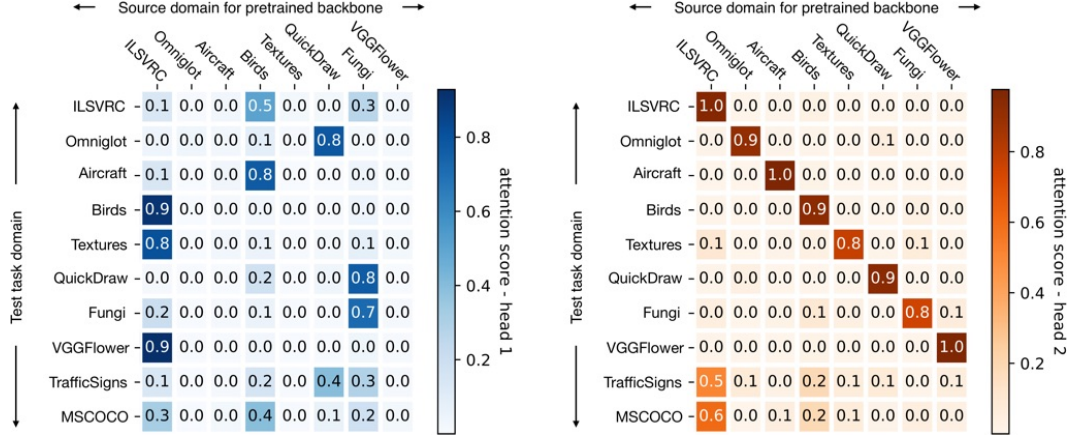 Source domain for pretrained backbone
ILSVRC
Omniglot
Aircraft
Birds
Textures
QuickDraw
Fungi
VGGFlower
Test task domain
ILSVRC 0.1 0.0 0.0 0.5 0.0 0.0 0.3 0.0
Omniglot 0.0 0.0 0.0 0.1 0.0 0.8 0.0 0.0
Aircraft 0.1 0.0 0.0 0.8 0.0 0.0 0.0 0.0
Birds 0.9 0.0 0.0 0.0 0.0 0.0 0.0 0.0
Textures 0.8 0.0 0.0 0.1 0.0 0.0 0.1 0.0
QuickDraw 0.0 0.0 0.0 0.2 0.0 0.0 0.8 0.0
Fungi 0.2 0.0 0.0 0.1 0.0 0.0 0.7 0.0
VGGFlower 0.9 0.0 0.0 0.0 0.0 0.0 0.0 0.0
TrafficSigns 0.1 0.0 0.0 0.2 0.0 0.4 0.3 0.0
MSCOCO 0.3 0.0 0.0 0.4 0.0 0.1 0.2 0.0
0.8
0.6
0.4
0.2
attention score - head 1
Source domain for pretrained backbone
ILSVRC
Omniglot
Aircraft
Birds
Textures
QuickDraw
Fungi
VGGFlower
Test task domain
ILSVRC 1.0 0.0 0.0 0.0 0.0 0.0 0.0 0.0
Omniglot 0.0 0.9 0.0 0.0 0.0 0.1 0.0 0.0
Aircraft 0.0 0.0 1.0 0.0 0.0 0.0 0.0 0.0
Birds 0.0 0.0 0.0 0.9 0.0 0.0 0.0 0.0
Textures 0.1 0.0 0.0 0.0 0.8 0.0 0.1 0.0
QuickDraw 0.0 0.0 0.0 0.0 0.0 0.9 0.0 0.0
Fungi 0.0 0.0 0.0 0.1 0.0 0.0 0.8 0.1
VGGFlower 0.0 0.0 0.0 0.0 0.0 0.0 0.0 1.0
TrafficSigns 0.5 0.1 0.0 0.2 0.1 0.1 0.0 0.1
MSCOCO 0.6 0.0 0.1 0.2 0.1 0.0 0.0 0.0
0.8
0.6
0.4
0.2
attention score - head 2